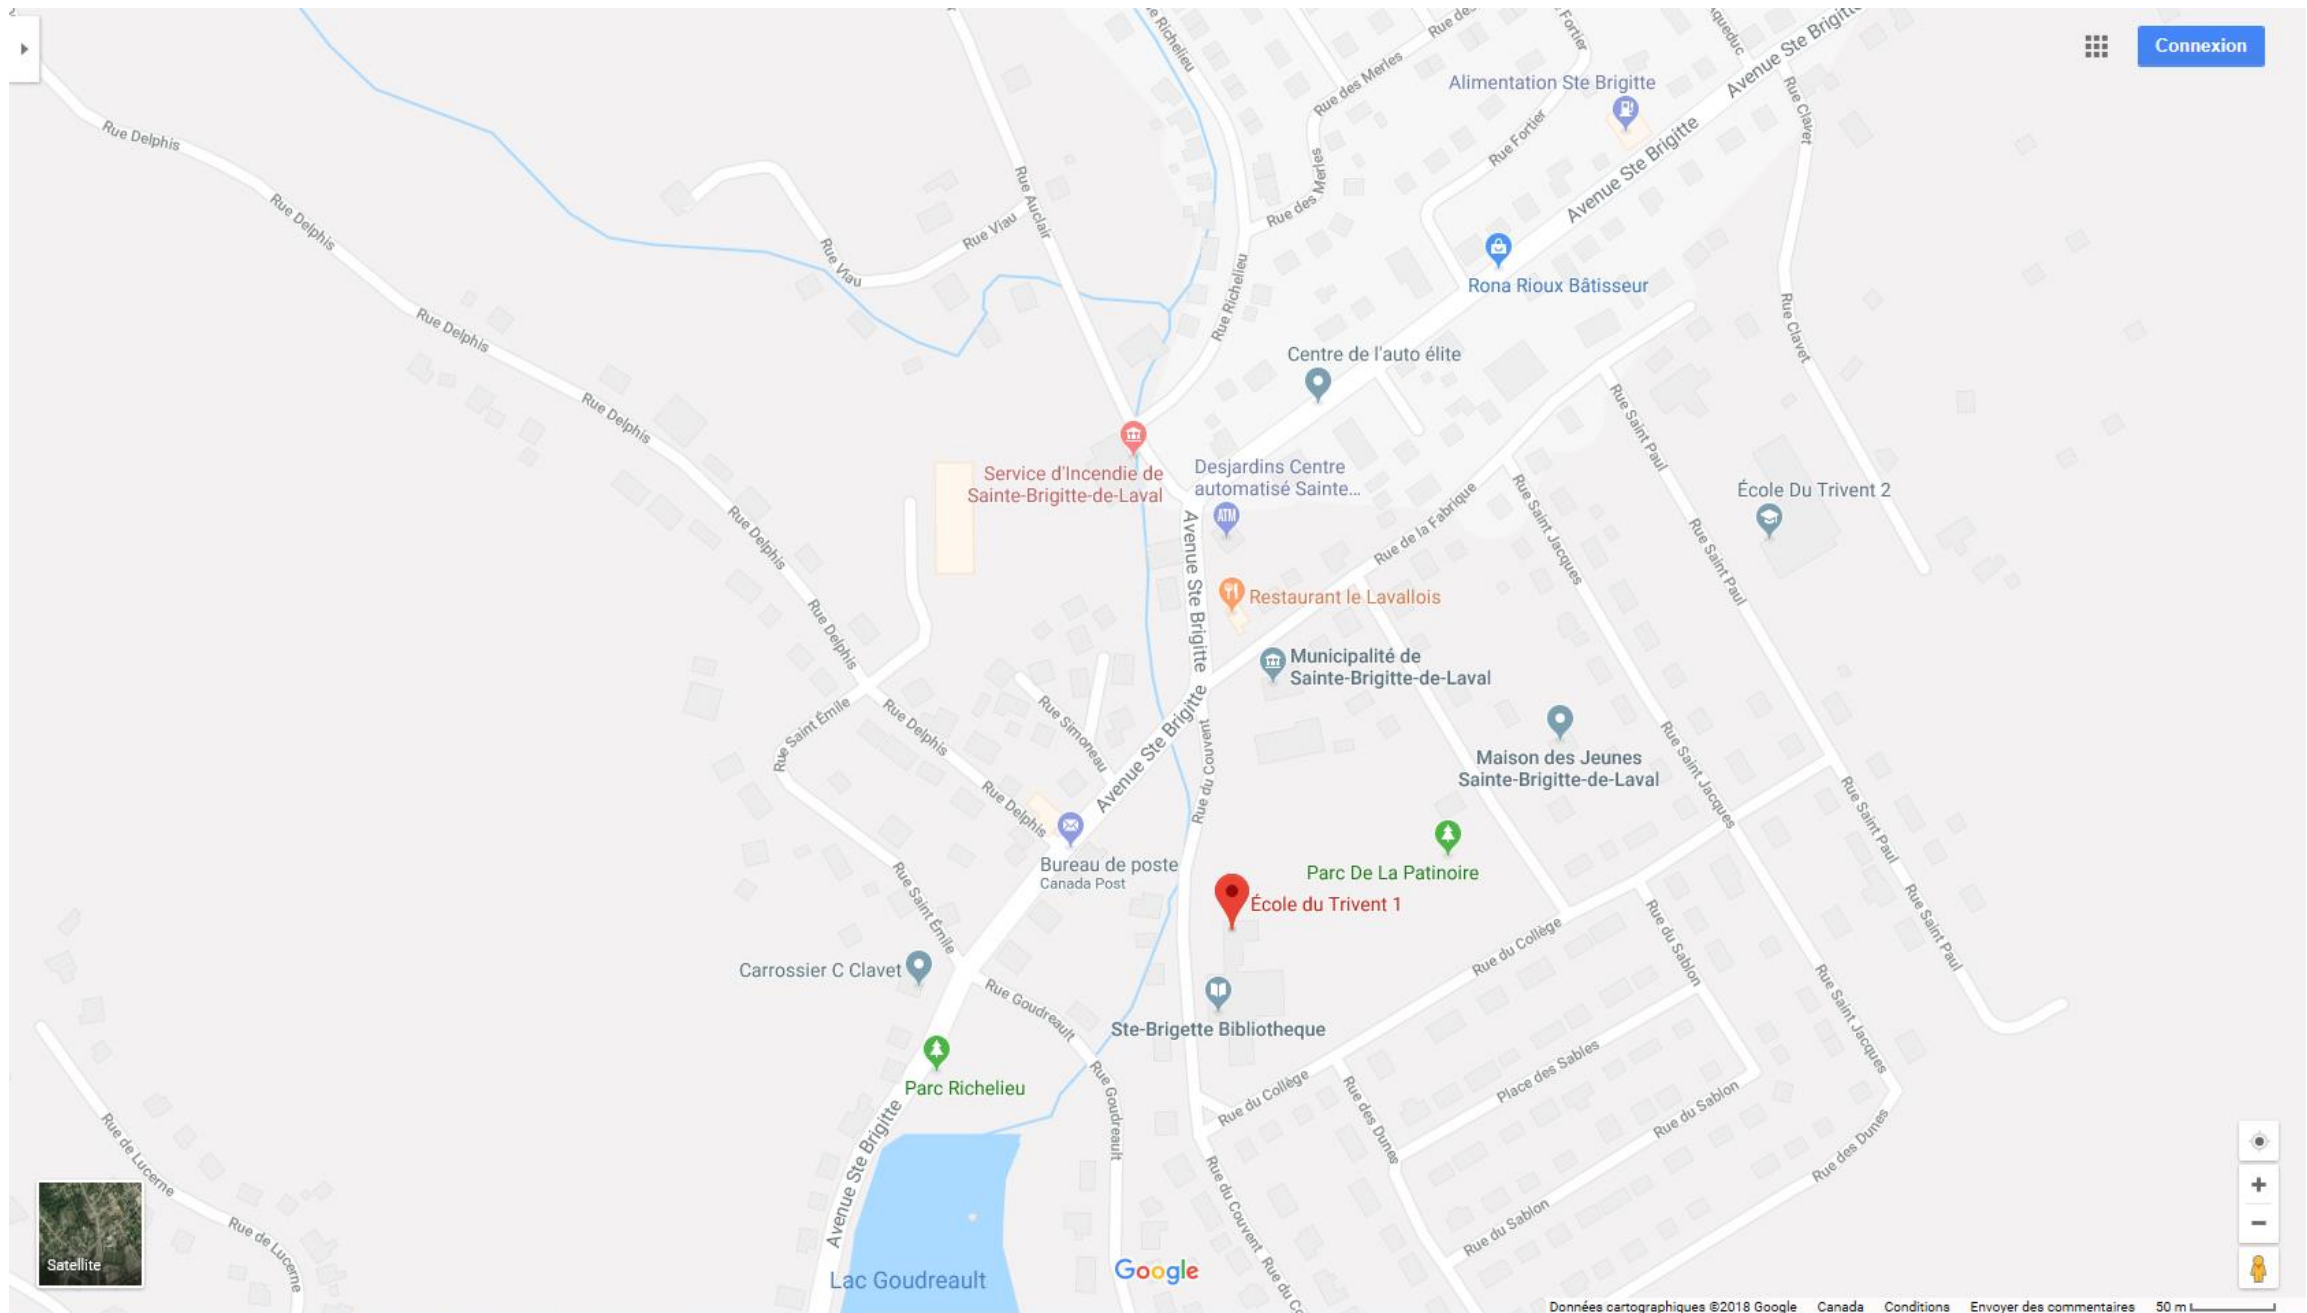 Connexion
e Richelieu
Rue des Merles
Rue des
Fortier
queduc
Avenue Ste Brigitte
Alimentation Ste Brigitte
Rue Clavet
Rue Delphis
Rue Fortier
Avenue Ste Brigitte
Rue Auclair
Rue des Merles
Rue Delphis
Rue Viau
Rue Viau
Rona Rioux Bâtisseur
Rue Richelieu
Rue Clavet
Rue Delphis
Centre de l'auto élite
Rue Delphis
Rue Saint Paul
Service d'Incendie de
Sainte-Brigitte-de-Laval
Desjardins Centre
automatisé Sainte...
ATM
École Du Trivent 2
Rue de la Fabrique
Rue Saint Jacques
Rue Delphis
Avenue Ste Brigitte
Rue Saint Paul
Restaurant le Lavallois
Rue Delphis
Municipalité de
Sainte-Brigitte-de-Laval
Rue Saint Émile
Rue Delphis
Rue Simoneau
Avenue Ste Brigitte
Rue du Couvent
Maison des Jeunes
Sainte-Brigitte-de-Laval
Rue Saint Jacques
Rue Delphis
Rue Saint Paul
Bureau de poste
Canada Post
Parc De La Patinoire
École du Trivent 1
Rue Saint Émile
Rue du Collège
Rue du Sablon
Rue Saint Paul
Carrossier C Clavet
Rue Goudreault
Ste-Brigette Bibliotheque
Rue Saint Jacques
Parc Richelieu
Rue Goudreault
Rue du Collège
Rue des Dunes
Place des Sables
Rue du Sablon
Rue des Dunes
Rue de Lucerne
Avenue Ste Brigitte
Rue du Couvent
Rue du Sablon
Rue de Lucerne
Rue du Co
Satellite
Lac Goudreault
Google
Données cartographiques ©2018 Google Canada Conditions Envoyer des commentaires 50 m